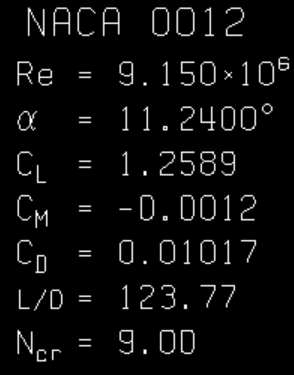 NACA 0012
Re = 9.150×10⁶
α = 11.2400°
C_L = 1.2589
C_M = -0.0012
C_D = 0.01017
L/D = 123.77
N_cr = 9.00